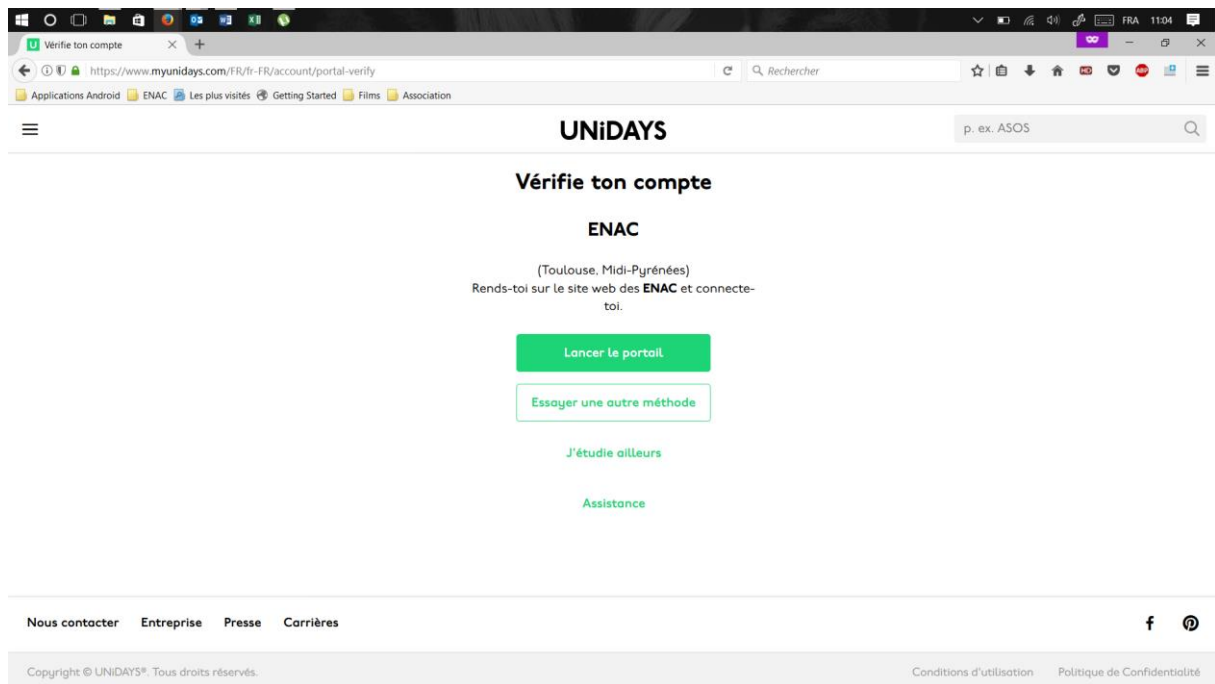 FRA 11:04
Vérifie ton compte
https://www.myunidays.com/FR/fr-FR/account/portal-verify
Rechercher
Applications Android ENAC Les plus visités Getting Started Films Association
UNiDAYS
p. ex. ASOS
Vérifie ton compte
ENAC
(Toulouse, Midi-Pyrénées)
Rends-toi sur le site web des ENAC et connecte-
toi.
Lancer le portail
Essayer une autre méthode
J'étudie ailleurs
Assistance
Nous contacter Entreprise Presse Carrières
Copyright © UNiDAYS®. Tous droits réservés. Conditions d'utilisation Politique de Confidentialité